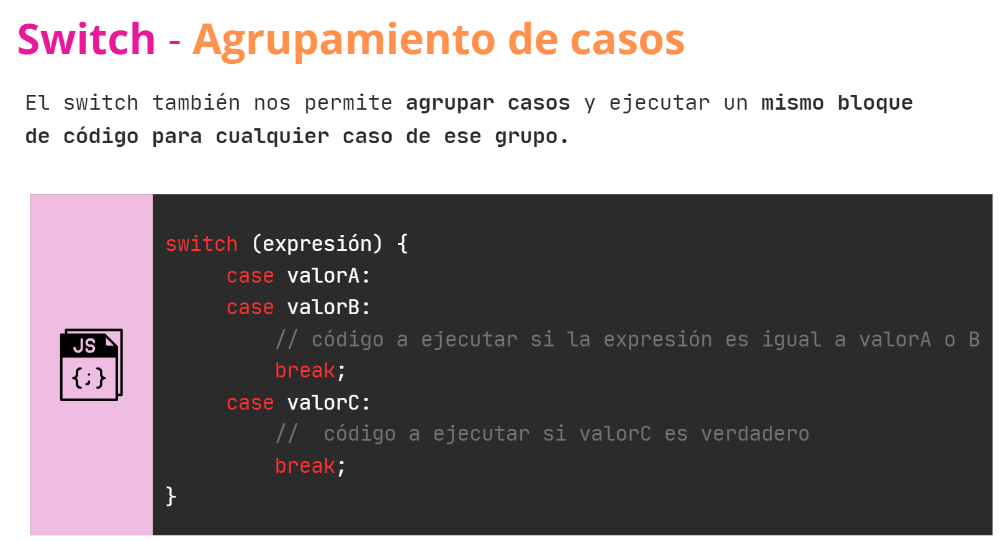 Switch - Agrupamiento de casos
El switch también nos permite agrupar casos y ejecutar un mismo bloque
de código para cualquier caso de ese grupo.
switch (expresión) {
case valorA:
case valorB:
// código a ejecutar si la expresión es igual a valorA o B
break;
case valorC:
//  código a ejecutar si valorC es verdadero
break;
}
JS
{;}